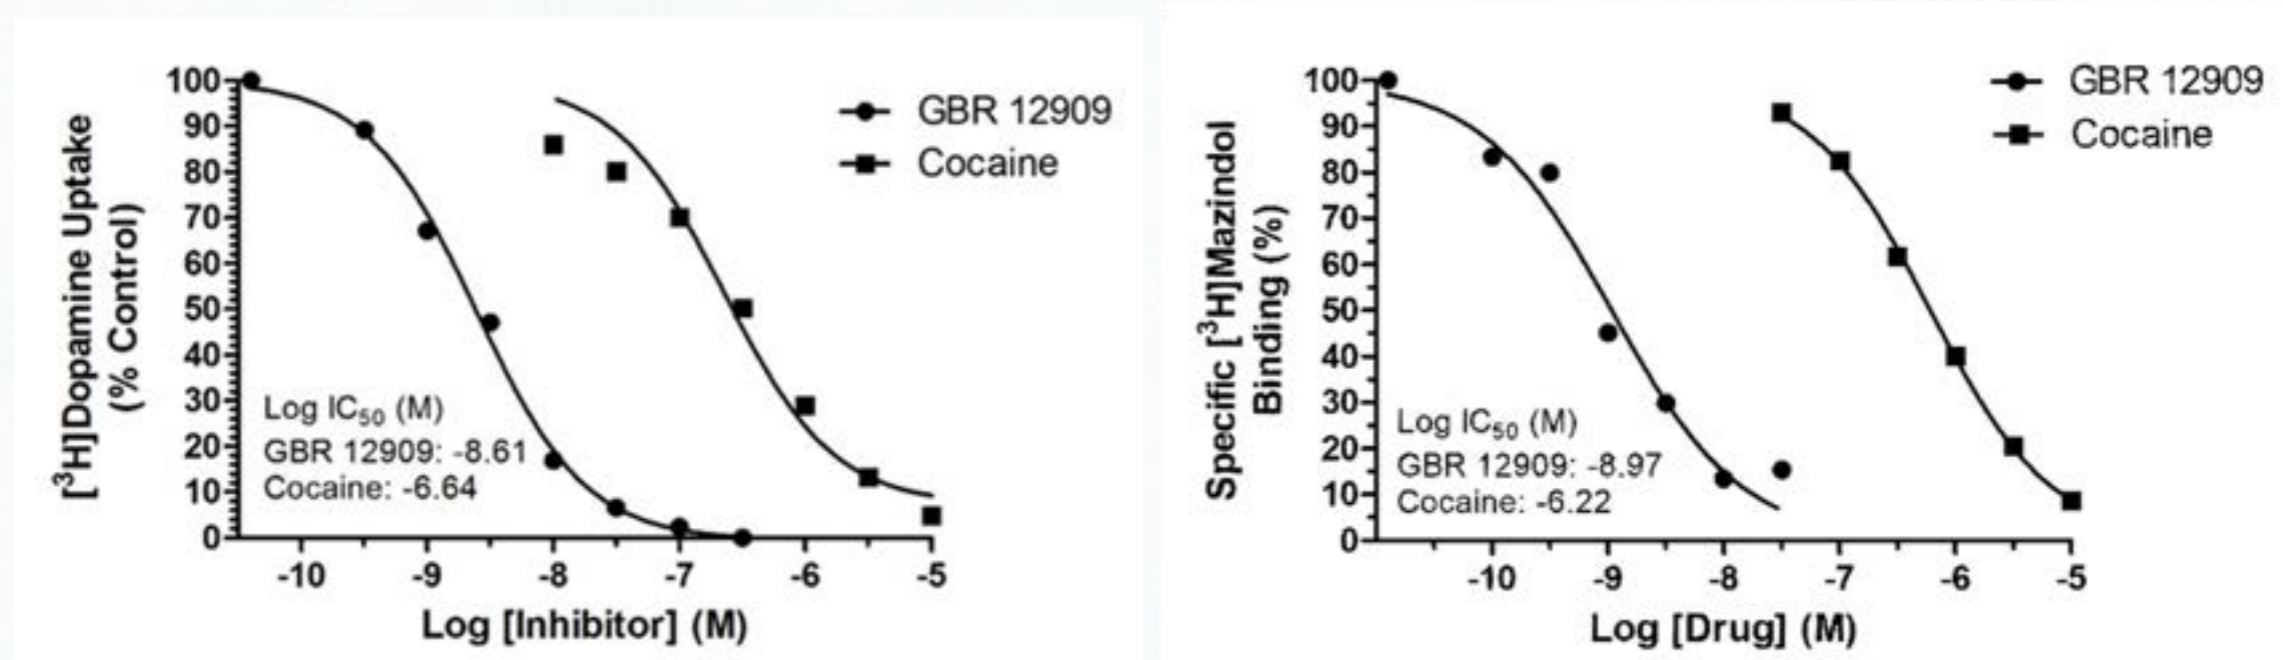 [³H]Dopamine Uptake
(% Control)
100
90
80
70
60
50
40
30
20
10
0
GBR 12909
Cocaine
Log IC₅₀ (M)
GBR 12909: -8.61
Cocaine: -6.64
-10 -9 -8 -7 -6 -5
Log [Inhibitor] (M)
Specific [³H]Mazindol
Binding (%)
100
90
80
70
60
50
40
30
20
10
0
GBR 12909
Cocaine
Log IC₅₀ (M)
GBR 12909: -8.97
Cocaine: -6.22
-10 -9 -8 -7 -6 -5
Log [Drug] (M)